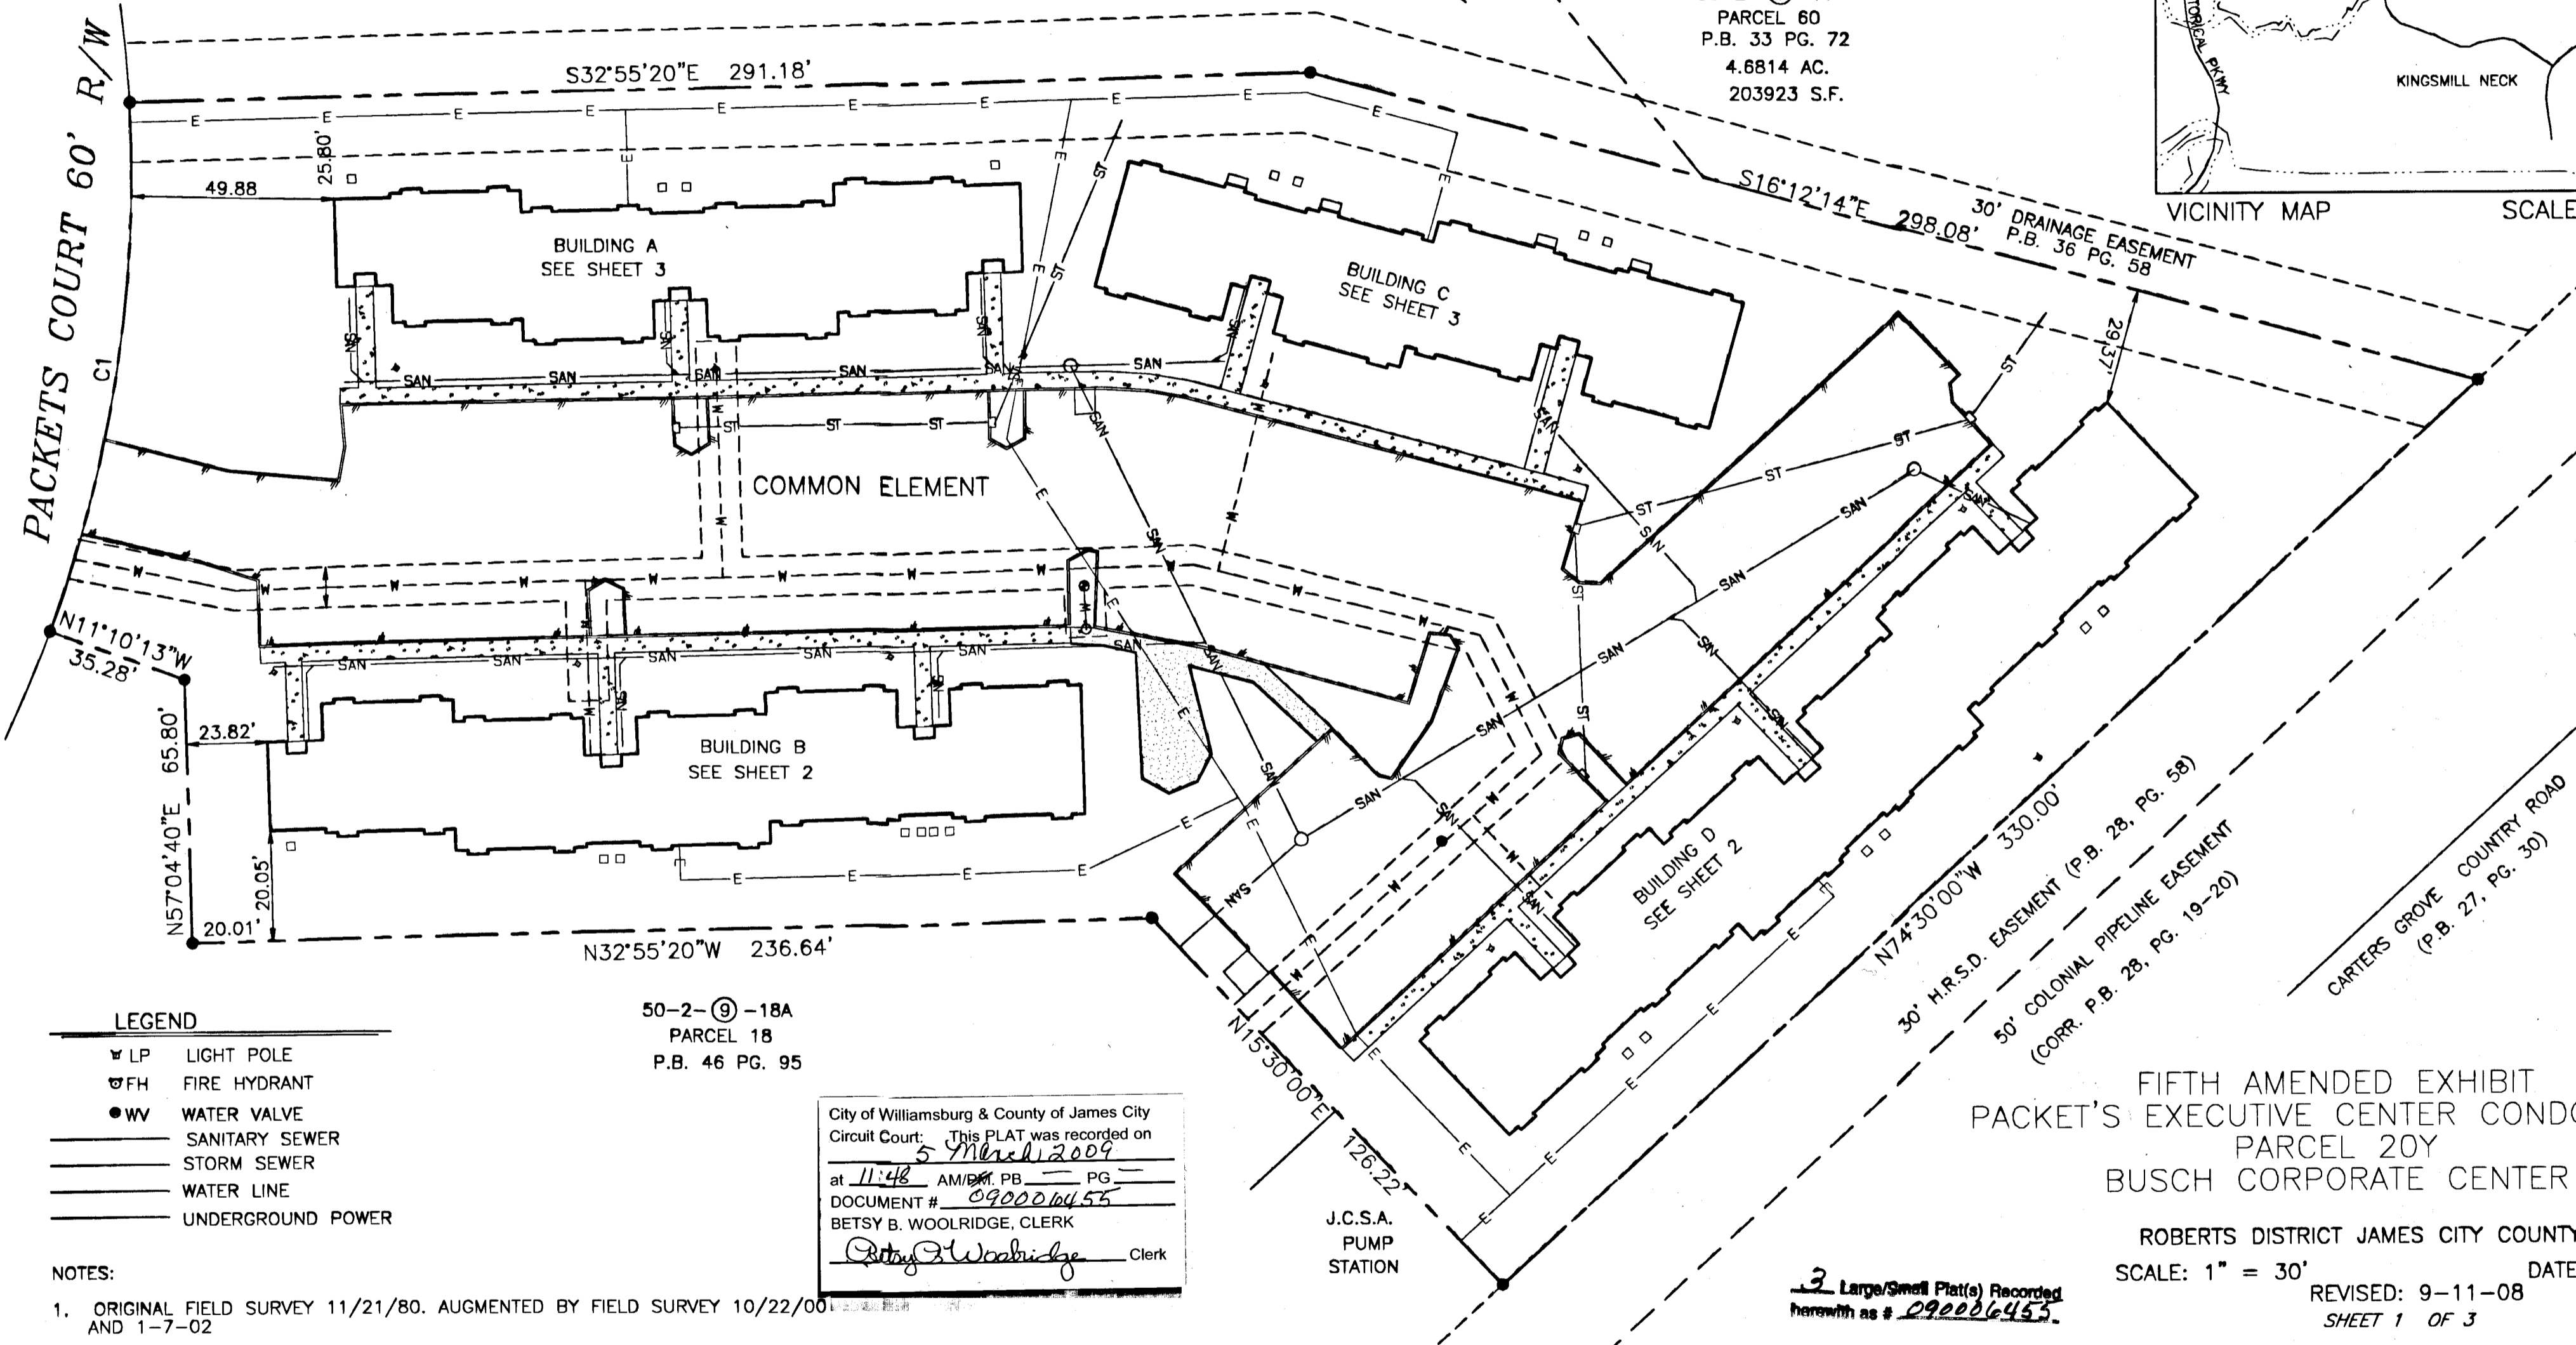 PARCEL 60
P.B. 33 PG. 72
4.6814 AC.
203923 S.F.
KINGSMILL NECK
PKWY
VICINITY MAP
SCALE
PACKETS COURT 60' R/W
C1
S32°55'20"E 291.18'
S16°12'14"E 298.08'
30' DRAINAGE EASEMENT
P.B. 36 PG. 58
49.88
25.80'
29.37'
BUILDING A
SEE SHEET 3
BUILDING C
SEE SHEET 3
COMMON ELEMENT
N11°10'13"W
35.28'
N57°04'40"E 65.80'
23.82'
20.05'
20.01'
BUILDING B
SEE SHEET 2
BUILDING D
SEE SHEET 2
N32°55'20"W 236.64'
N15°30'00"E 126.22'
N74°30'00"W 330.00'
30' H.R.S.D. EASEMENT (P.B. 28, PG. 58)
50' COLONIAL PIPELINE EASEMENT
(CORR. P.B. 28, PG. 19-20)
CARTERS GROVE COUNTRY ROAD
(P.B. 27, PG. 30)
50-2-(9)-18A
PARCEL 18
P.B. 46 PG. 95
LEGEND
LP LIGHT POLE
FH FIRE HYDRANT
WV WATER VALVE
SANITARY SEWER
STORM SEWER
WATER LINE
UNDERGROUND POWER
NOTES:
1. ORIGINAL FIELD SURVEY 11/21/80. AUGMENTED BY FIELD SURVEY 10/22/00
AND 1-7-02
City of Williamsburg & County of James City
Circuit Court: This PLAT was recorded on
5 March 2009
at 11:48 AM/PM. PB — PG —
DOCUMENT # 090006455
BETSY B. WOOLRIDGE, CLERK
Betsy B Woolridge Clerk
J.C.S.A.
PUMP
STATION
3 Large/Small Plat(s) Recorded
herewith as # 090006455
FIFTH AMENDED EXHIBIT
PACKET'S EXECUTIVE CENTER CONDO
PARCEL 20Y
BUSCH CORPORATE CENTER
ROBERTS DISTRICT JAMES CITY COUNTY
SCALE: 1" = 30'
DATE
REVISED: 9-11-08
SHEET 1 OF 3